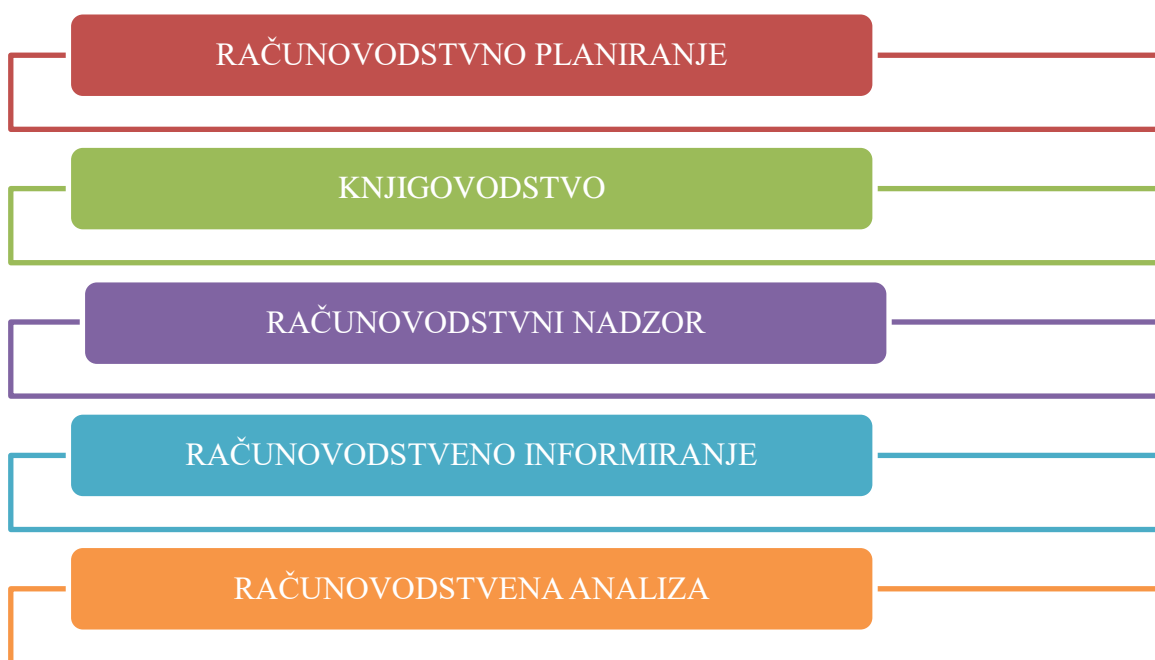 RAČUNOVODSTVNO PLANIRANJE
KNJIGOVODSTVO
RAČUNOVODSTVNI NADZOR
RAČUNOVODSTVENO INFORMIRANJE
RAČUNOVODSTVENA ANALIZA